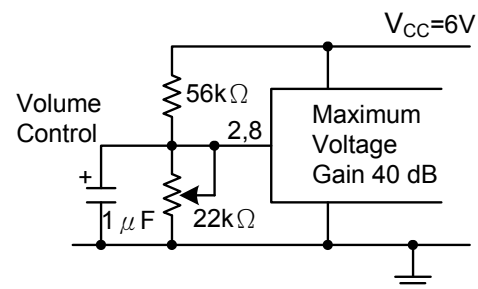 V_CC=6V
56kΩ
Volume
Control
2,8
Maximum
Voltage
Gain 40 dB
+
1 μF
22kΩ